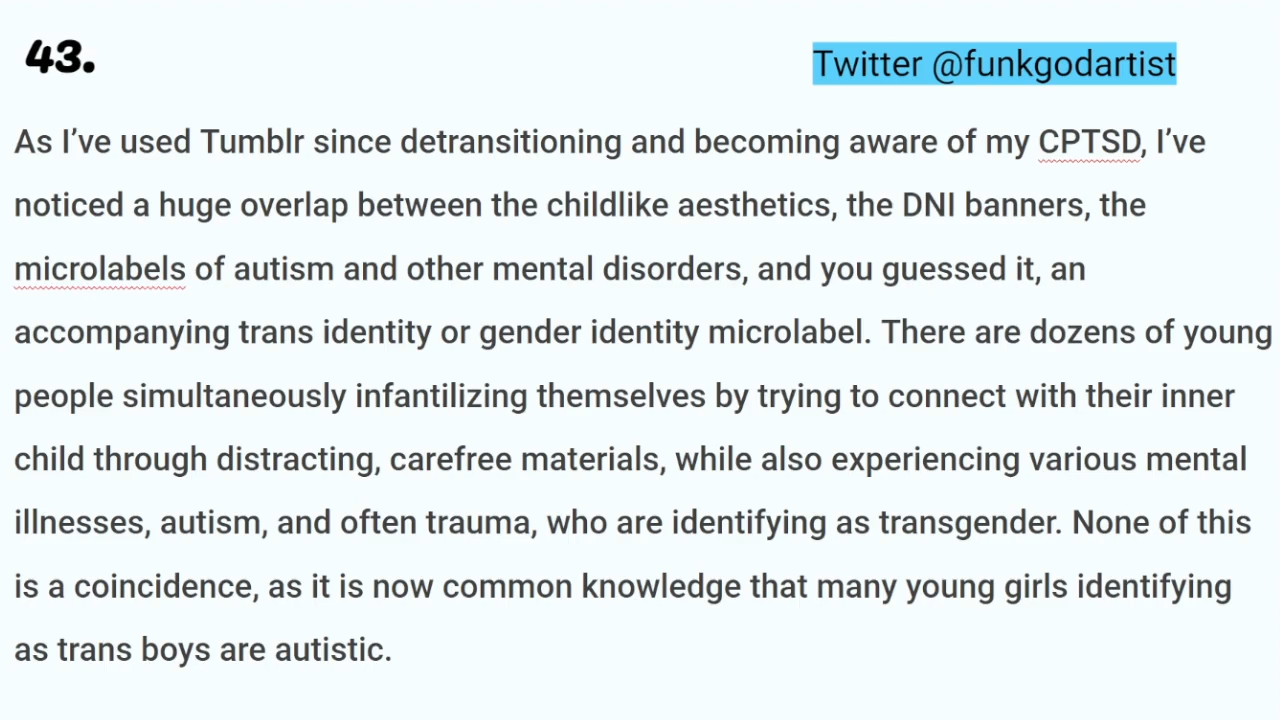 43.
Twitter @funkgodartist
As I’ve used Tumblr since detransitioning and becoming aware of my CPTSD, I’ve
noticed a huge overlap between the childlike aesthetics, the DNI banners, the
microlabels of autism and other mental disorders, and you guessed it, an
accompanying trans identity or gender identity microlabel. There are dozens of young
people simultaneously infantilizing themselves by trying to connect with their inner
child through distracting, carefree materials, while also experiencing various mental
illnesses, autism, and often trauma, who are identifying as transgender. None of this
is a coincidence, as it is now common knowledge that many young girls identifying
as trans boys are autistic.